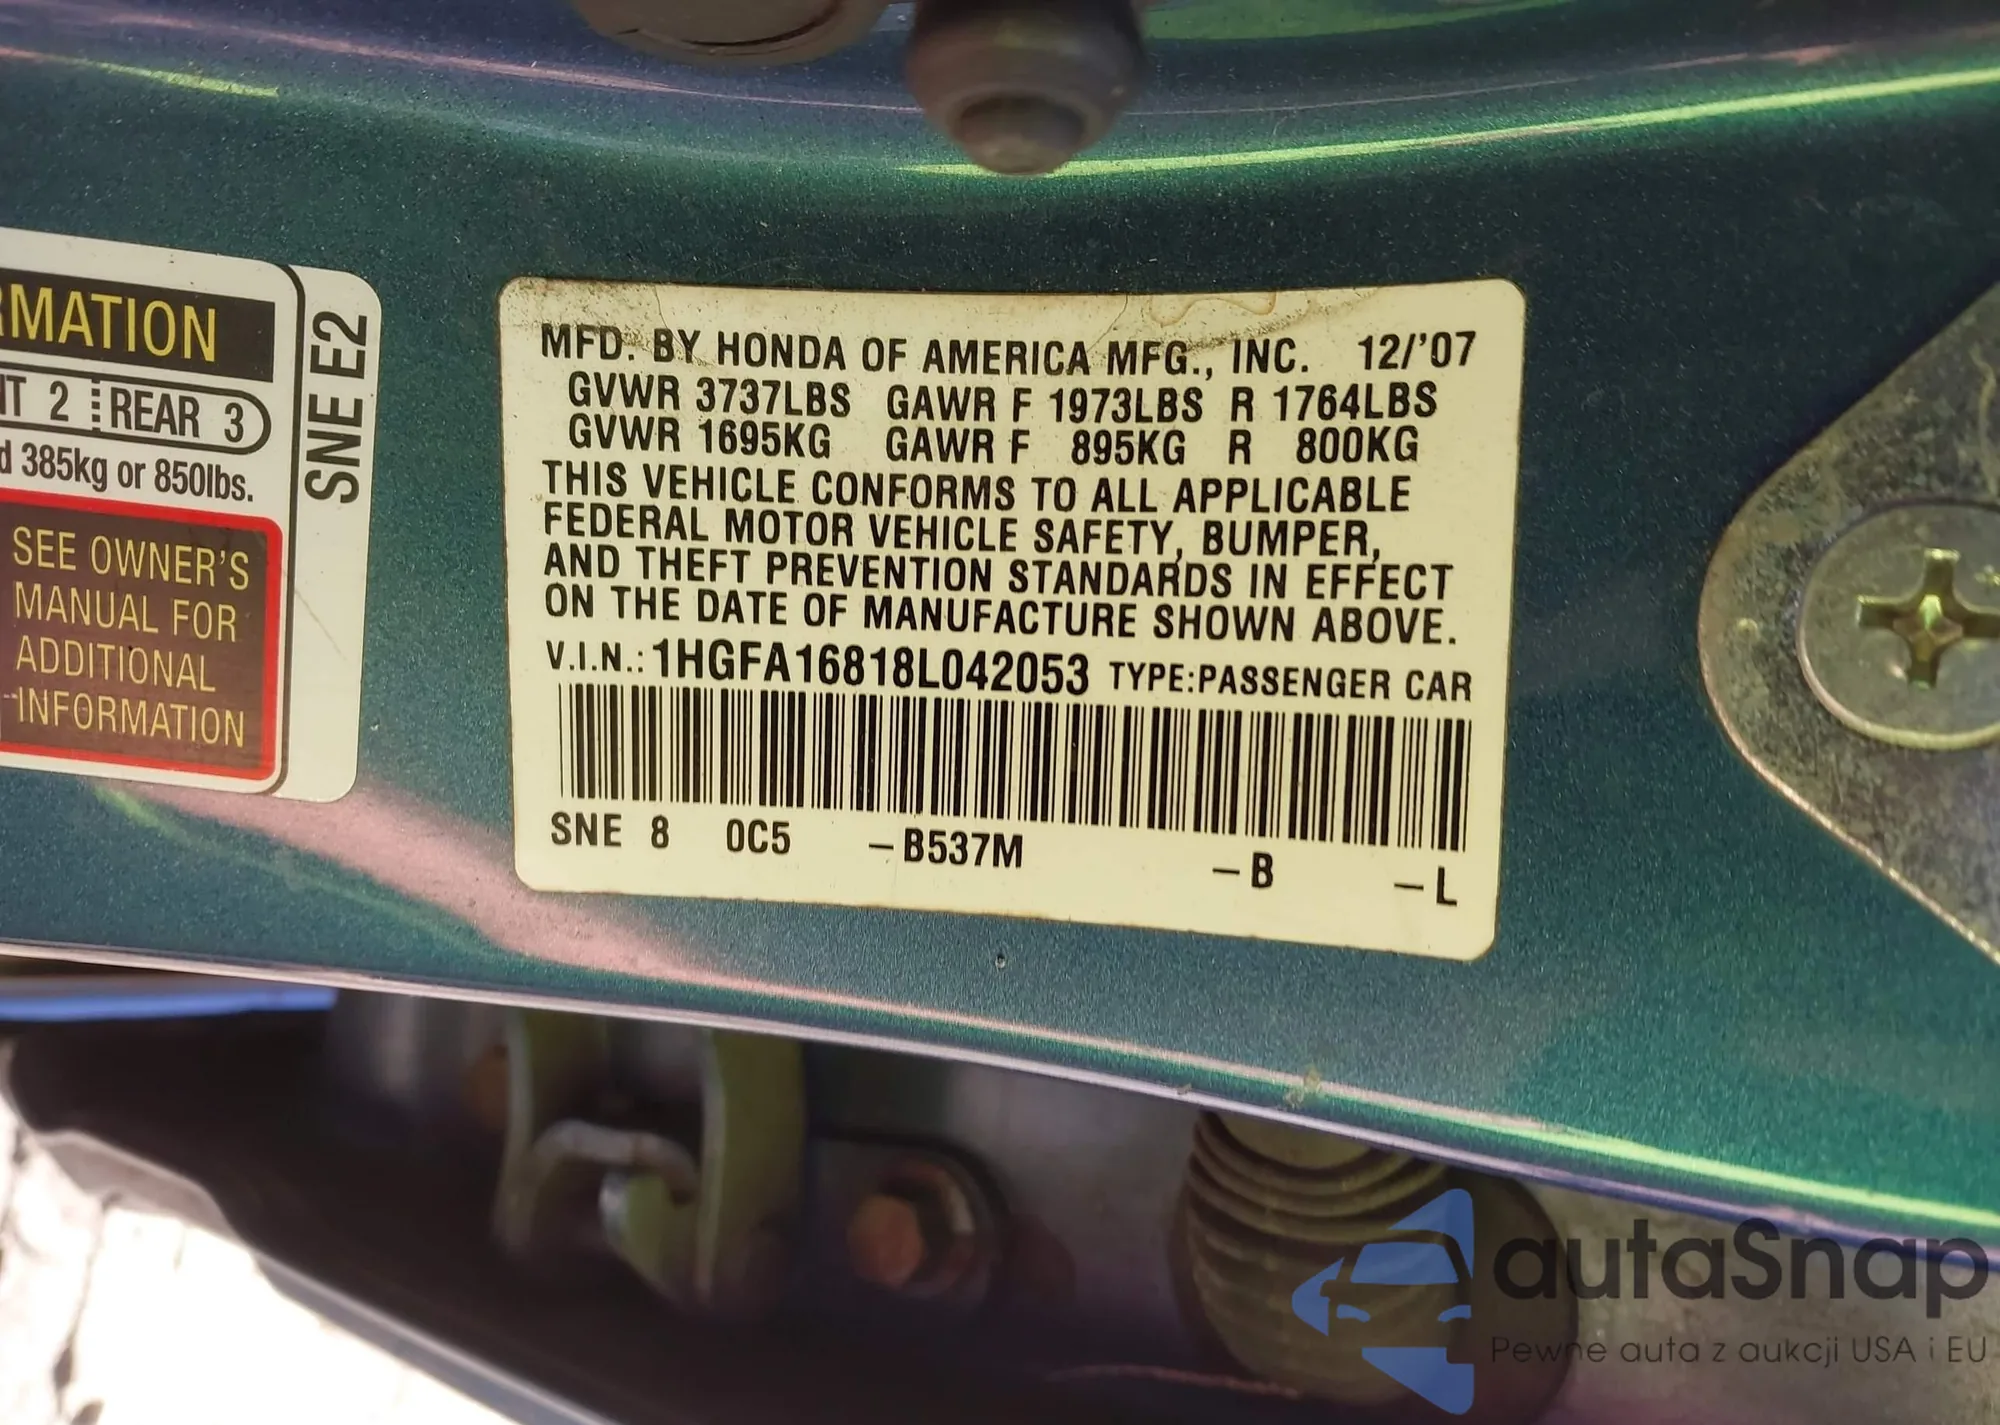 RMATION
NT 2 REAR 3
d 385kg or 850lbs.
SEE OWNER'S
MANUAL FOR
ADDITIONAL
INFORMATION
SNE E2
MFD. BY HONDA OF AMERICA MFG., INC. 12/'07
GVWR 3737LBS GAWR F 1973LBS R 1764LBS
GVWR 1695KG GAWR F 895KG R 800KG
THIS VEHICLE CONFORMS TO ALL APPLICABLE
FEDERAL MOTOR VEHICLE SAFETY, BUMPER,
AND THEFT PREVENTION STANDARDS IN EFFECT
ON THE DATE OF MANUFACTURE SHOWN ABOVE.
V.I.N.: 1HGFA16818L042053 TYPE:PASSENGER CAR
SNE 8 0C5 -B537M -B -L
autaSnap
Pewne auta z aukcji USA i EU